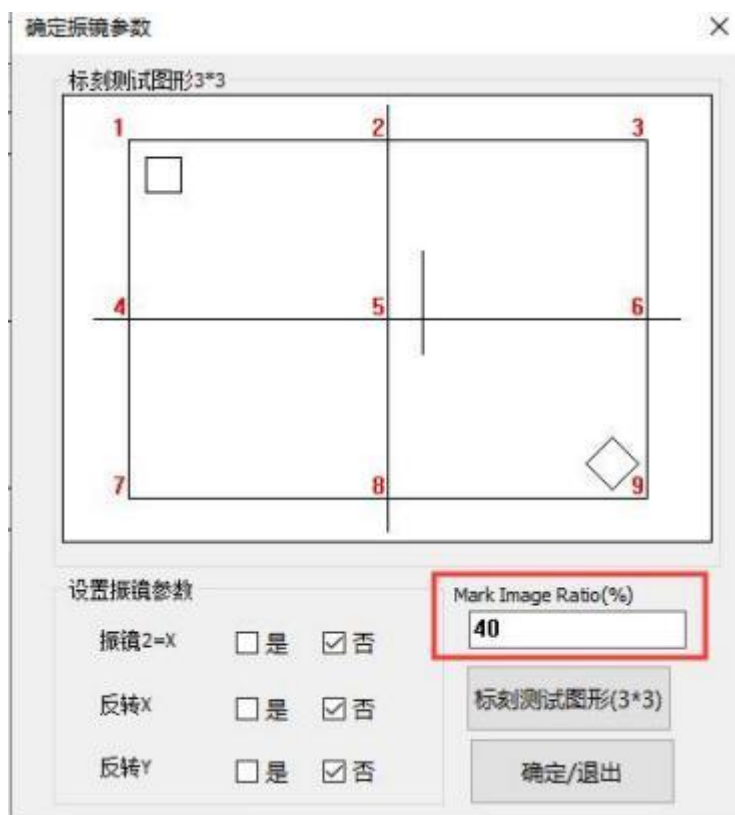 确定振镜参数
标刻测试图形3*3
1 2 3
4 5 6
7 8 9
设置振镜参数
振镜2=X 是 否
反转X 是 否
反转Y 是 否
Mark Image Ratio(%)
40
标刻测试图形(3*3)
确定/退出